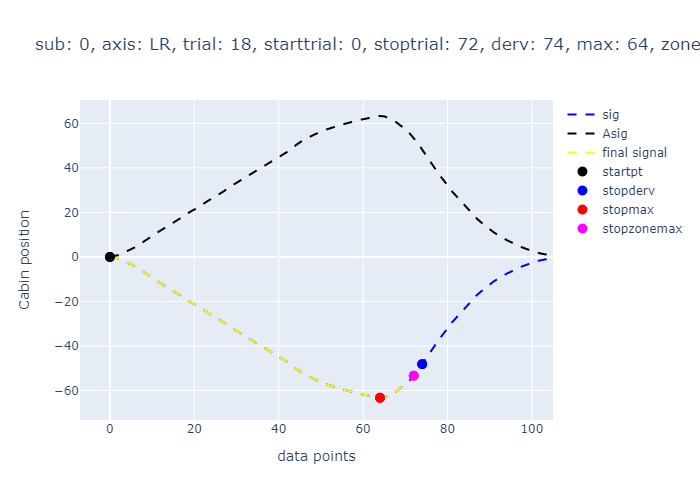 sub: 0, axis: LR, trial: 18, starttrial: 0, stoptrial: 72, derv: 74, max: 64, zone
sig
Asig
final signal
startpt
stopderv
stopmax
stopzonemax
Cabin position
60
40
20
0
−20
−40
−60
0 20 40 60 80 100
data points